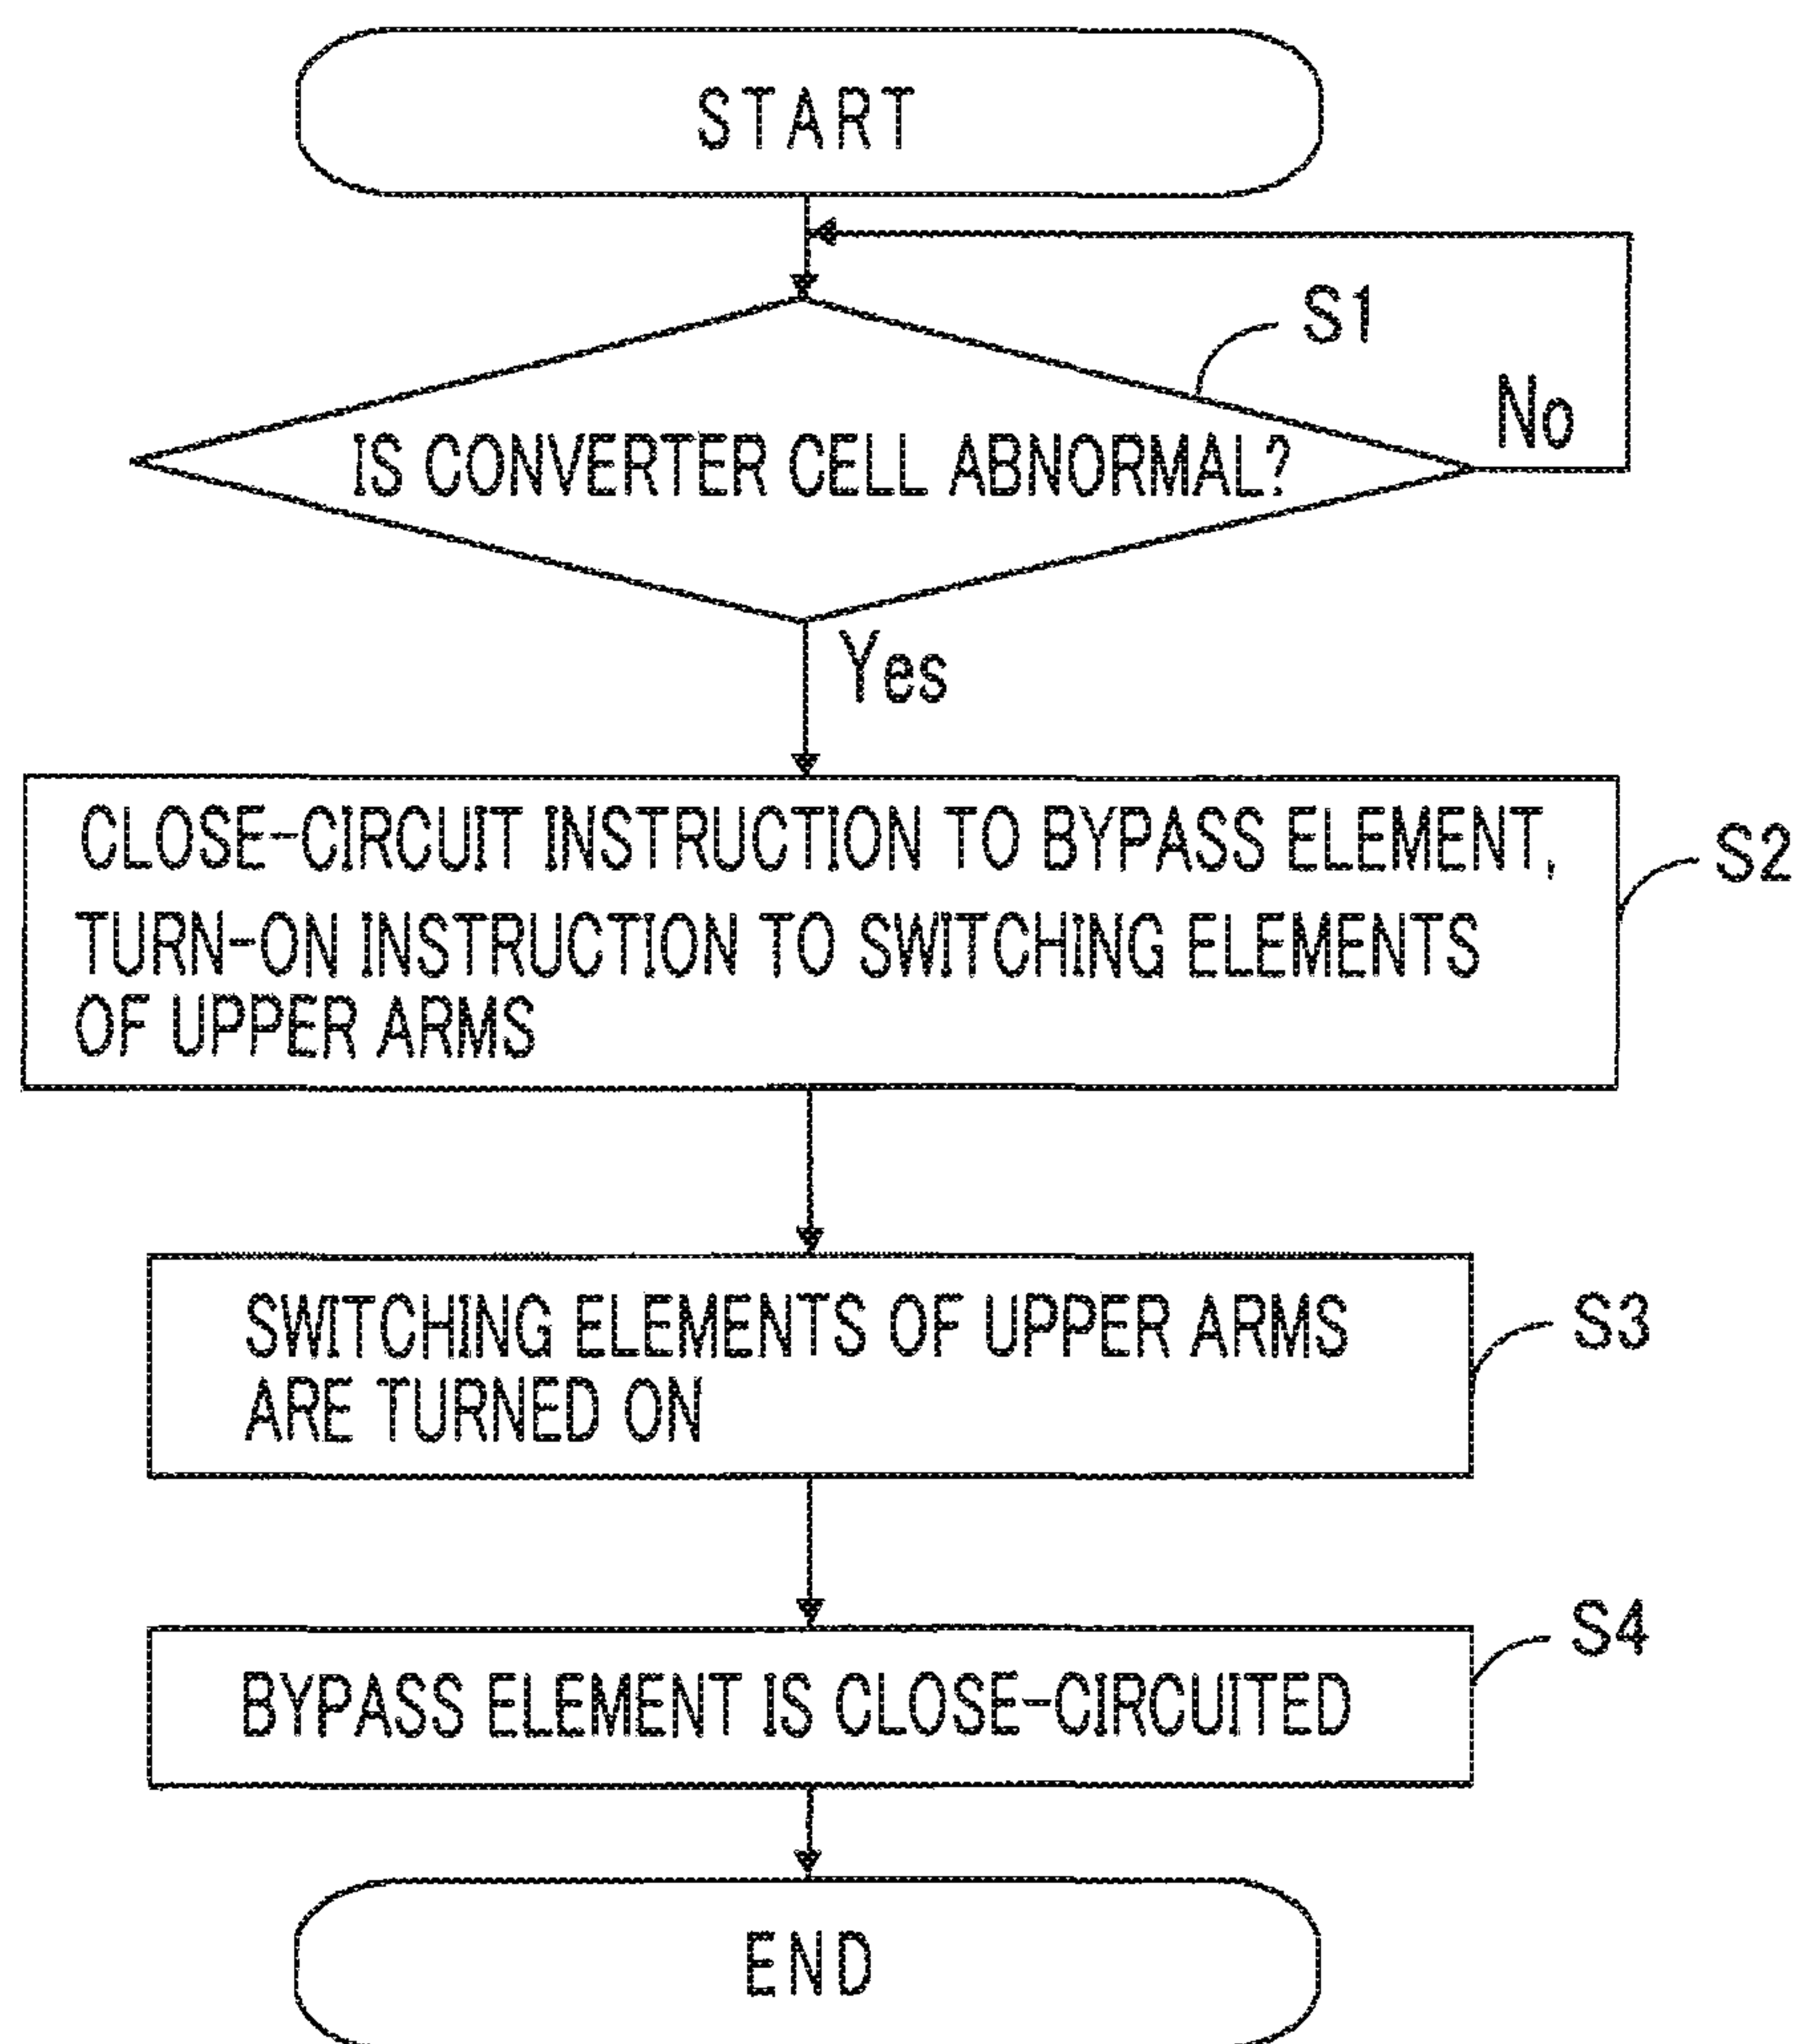 START
S1
No
IS CONVERTER CELL ABNORMAL?
Yes
CLOSE-CIRCUIT INSTRUCTION TO BYPASS ELEMENT,
TURN-ON INSTRUCTION TO SWITCHING ELEMENTS
OF UPPER ARMS
S2
SWITCHING ELEMENTS OF UPPER ARMS
ARE TURNED ON
S3
S4
BYPASS ELEMENT IS CLOSE-CIRCUITED
END